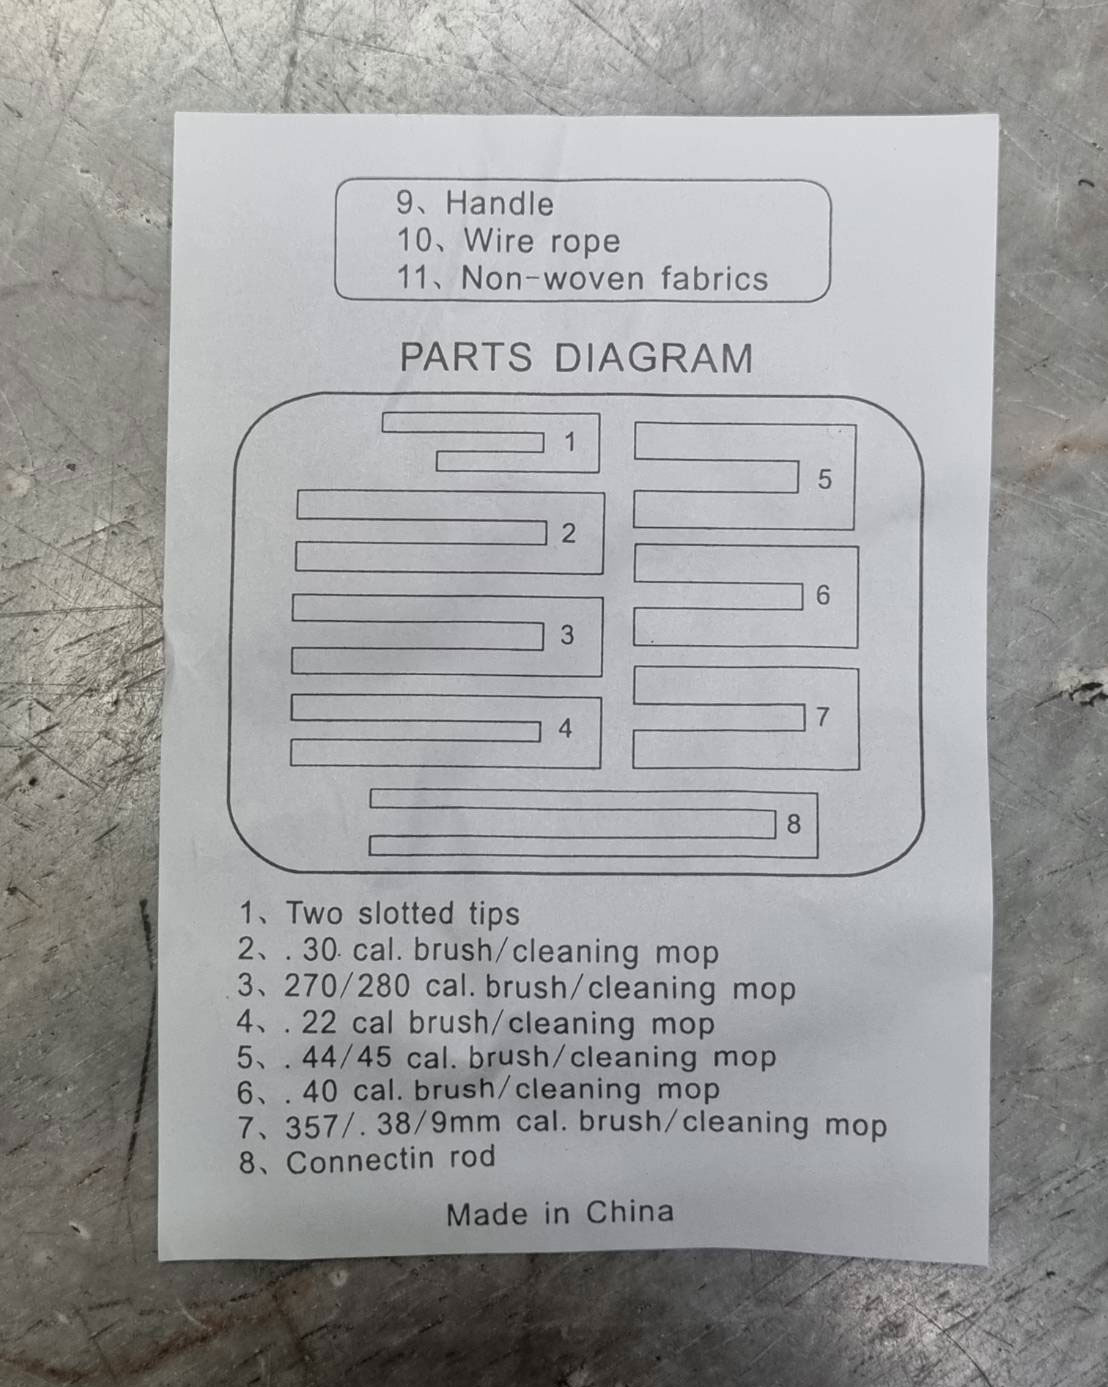 9、Handle
10、Wire rope
11、Non-woven fabrics
PARTS DIAGRAM
1
2
3
4
5
6
7
8
1、Two slotted tips
2、. 30 cal. brush/cleaning mop
3、270/280 cal. brush/cleaning mop
4、. 22 cal brush/cleaning mop
5、. 44/45 cal. brush/cleaning mop
6、. 40 cal. brush/cleaning mop
7、357/. 38/9mm cal. brush/cleaning mop
8、Connectin rod
Made in China